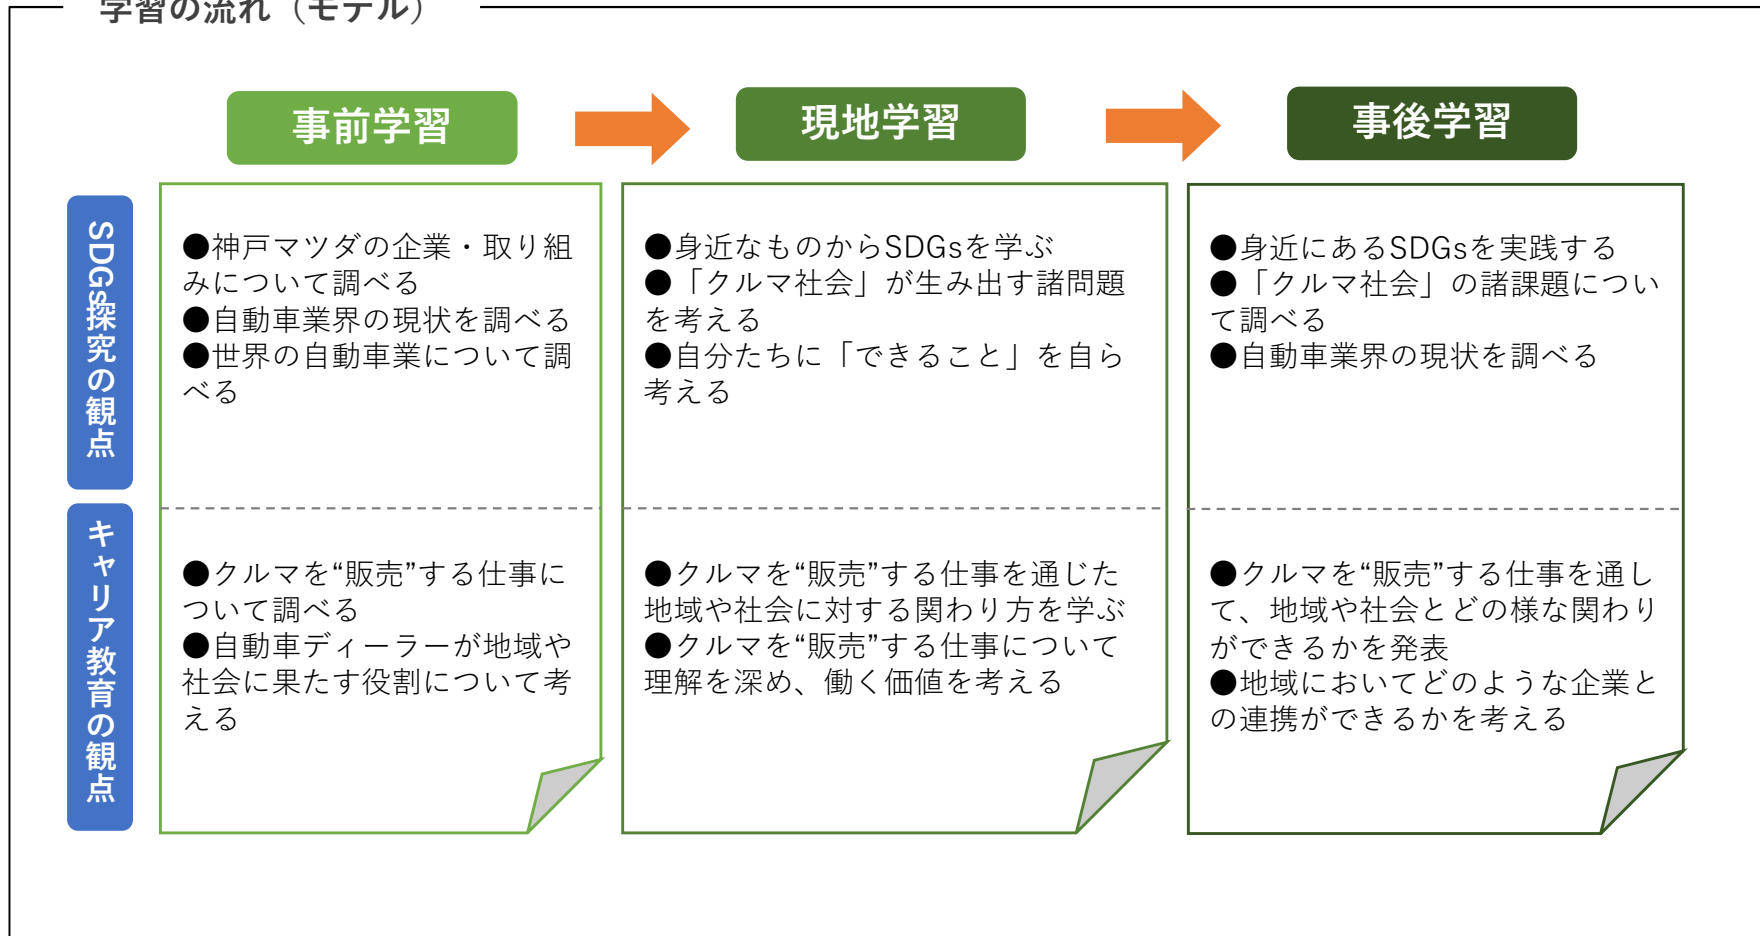 学習の流れ（モデル）
事前学習
現地学習
事後学習
SDGs探究の観点
●神戸マツダの企業・取り組
みについて調べる
●自動車業界の現状を調べる
●世界の自動車業について調
べる
●身近なものからSDGsを学ぶ
●「クルマ社会」が生み出す諸問題
を考える
●自分たちに「できること」を自ら
考える
●身近にあるSDGsを実践する
●「クルマ社会」の諸課題につい
て調べる
●自動車業界の現状を調べる
キャリア教育の観点
●クルマを“販売”する仕事に
ついて調べる
●自動車ディーラーが地域や
社会に果たす役割について考
える
●クルマを“販売”する仕事を通じた
地域や社会に対する関わり方を学ぶ
●クルマを“販売”する仕事について
理解を深め、働く価値を考える
●クルマを“販売”する仕事を通し
て、地域や社会とどの様な関わり
ができるかを発表
●地域においてどのような企業と
の連携ができるかを考える